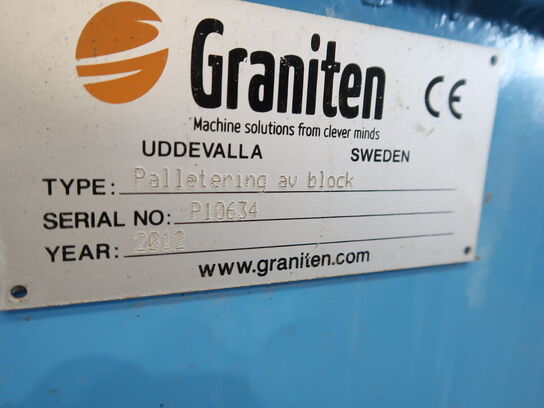 Graniten CE
Machine solutions from clever minds
UDDEVALLA SWEDEN
TYPE: Palletering av block
SERIAL NO: P10634
YEAR: 2012
www.graniten.com